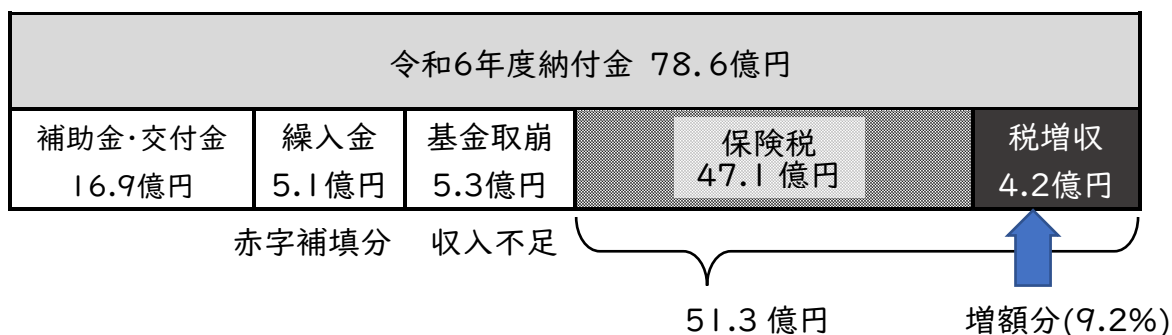 令和6年度納付金 78.6億円
補助金・交付金
16.9億円
繰入金
5.1億円
基金取崩
5.3億円
保険税
47.1億円
税増収
4.2億円
赤字補填分
収入不足
51.3億円
増額分(9.2%)